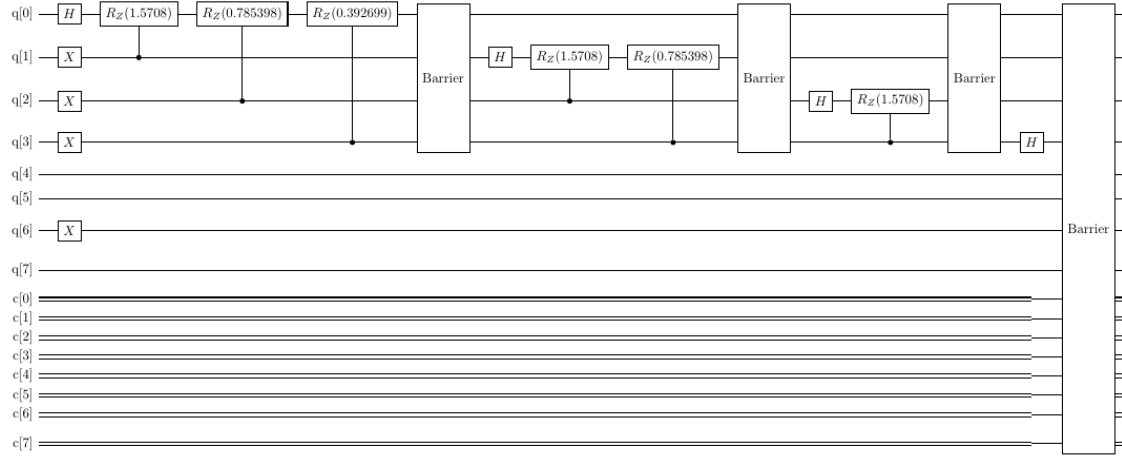 q[0] H R_Z(1.5708) R_Z(0.785398) R_Z(0.392699)
q[1] X H R_Z(1.5708) R_Z(0.785398)
Barrier Barrier Barrier
q[2] X H R_Z(1.5708)
q[3] X H
q[4]
q[5]
q[6] X Barrier
q[7]
c[0]
c[1]
c[2]
c[3]
c[4]
c[5]
c[6]
c[7]